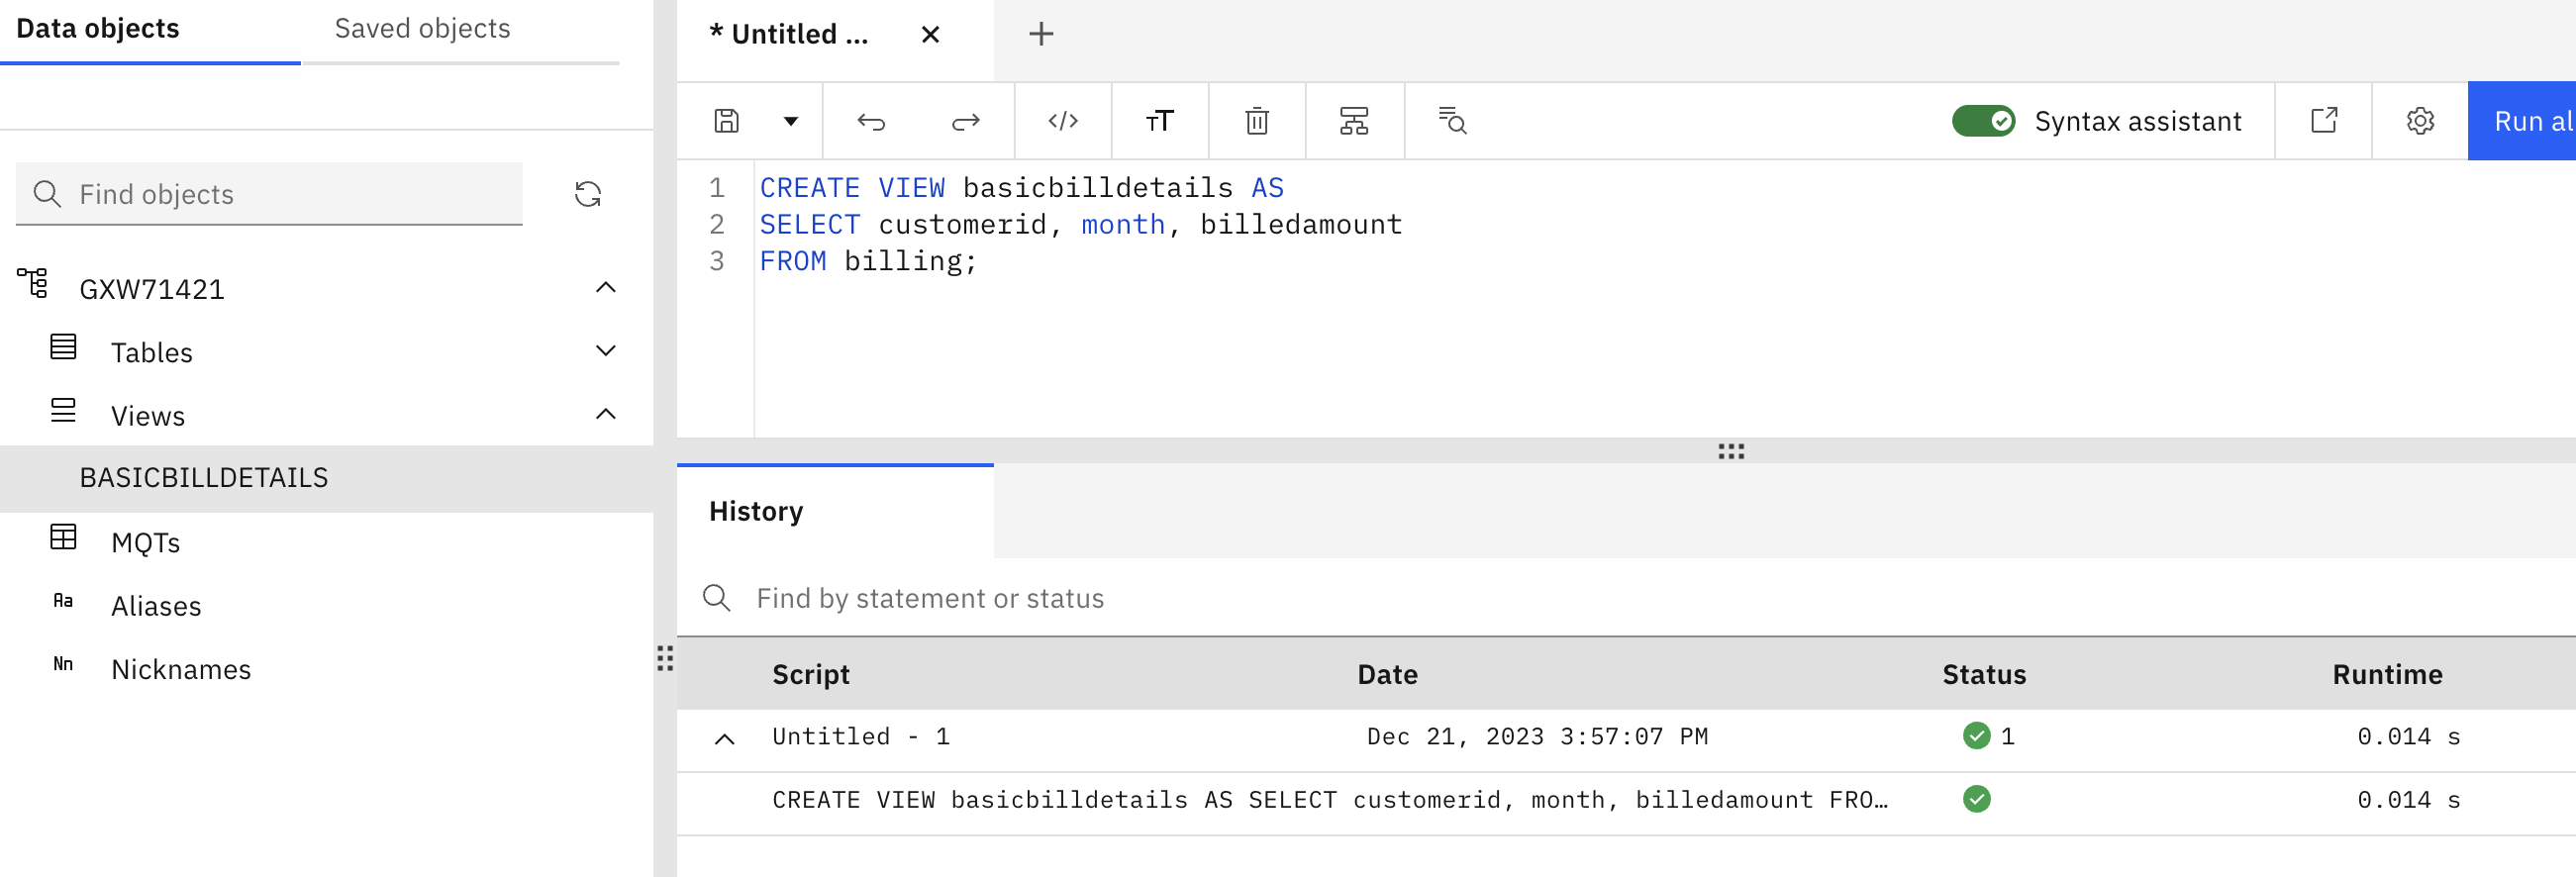 Data objects
Saved objects
Find objects
GXW71421
Tables
Views
BASICBILLDETAILS
MQTs
Aa Aliases
Nn Nicknames
* Untitled ...
Syntax assistant
Run al
1 CREATE VIEW basicbilldetails AS
2 SELECT customerid, month, billedamount
3 FROM billing;
History
Find by statement or status
Script Date Status Runtime
Untitled - 1 Dec 21, 2023 3:57:07 PM 1 0.014 s
CREATE VIEW basicbilldetails AS SELECT customerid, month, billedamount FRO… 0.014 s